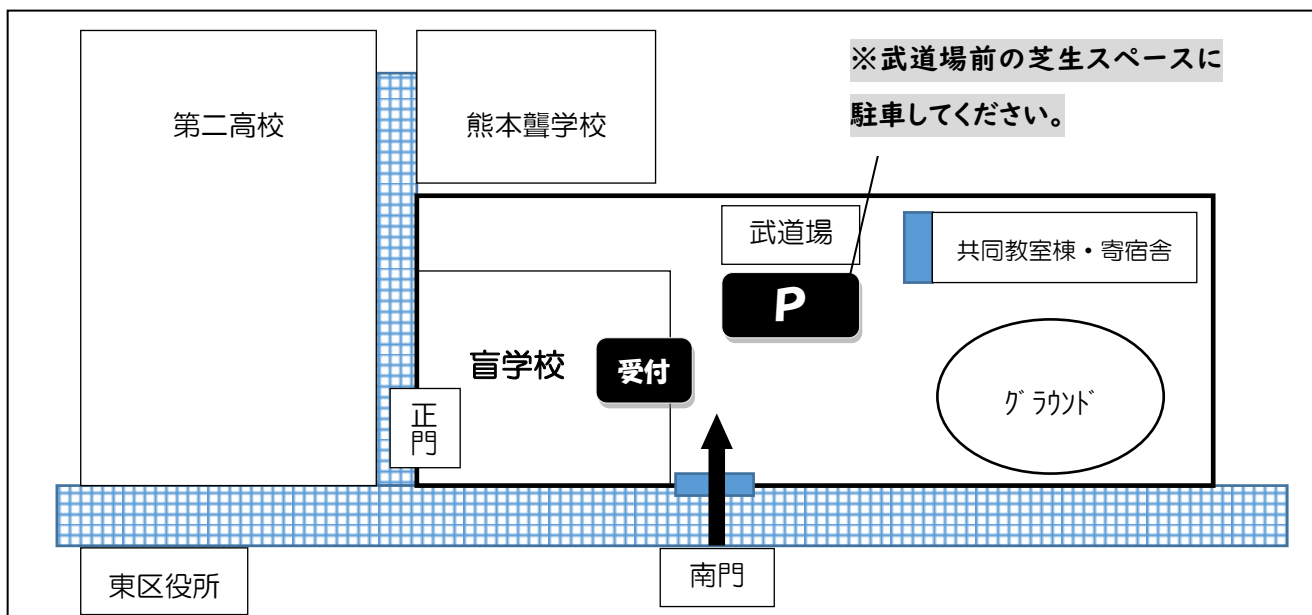 ※武道場前の芝生スペースに
駐車してください。
第二高校
熊本聾学校
武道場
共同教室棟・寄宿舎
P
盲学校
受付
グラウンド
正門
東区役所
南門